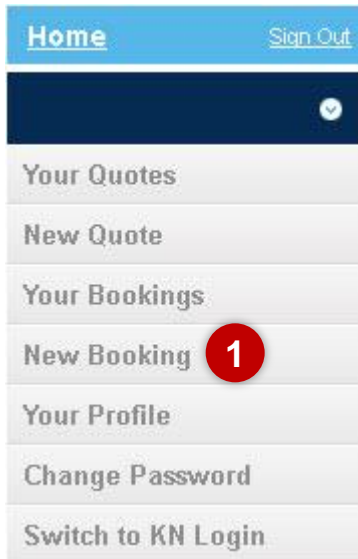 Home Sign Out
Your Quotes
New Quote
Your Bookings
New Booking 1
Your Profile
Change Password
Switch to KN Login